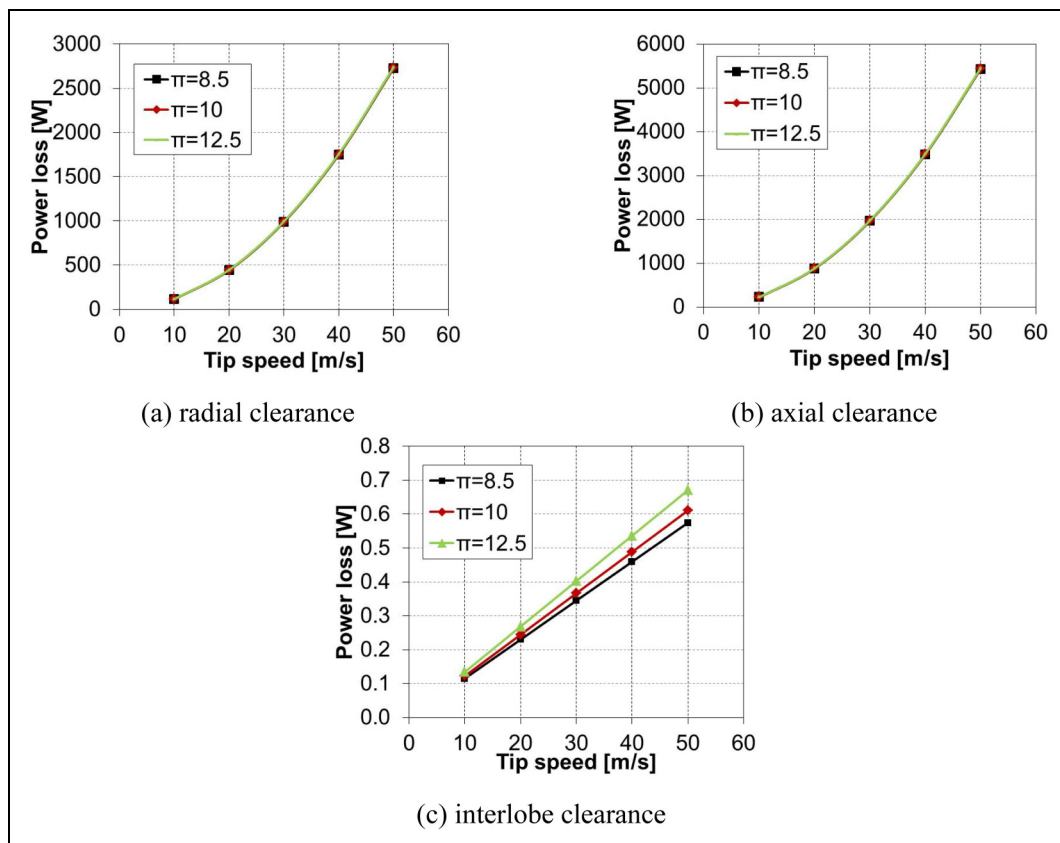 3000
2500
2000
1500
1000
500
0
Power loss [W]
π=8.5
π=10
π=12.5
0 10 20 30 40 50 60
Tip speed [m/s]
(a) radial clearance
6000
5000
4000
3000
2000
1000
0
Power loss [W]
π=8.5
π=10
π=12.5
0 10 20 30 40 50 60
Tip speed [m/s]
(b) axial clearance
0.8
0.7
0.6
0.5
0.4
0.3
0.2
0.1
0.0
Power loss [W]
π=8.5
π=10
π=12.5
0 10 20 30 40 50 60
Tip speed [m/s]
(c) interlobe clearance